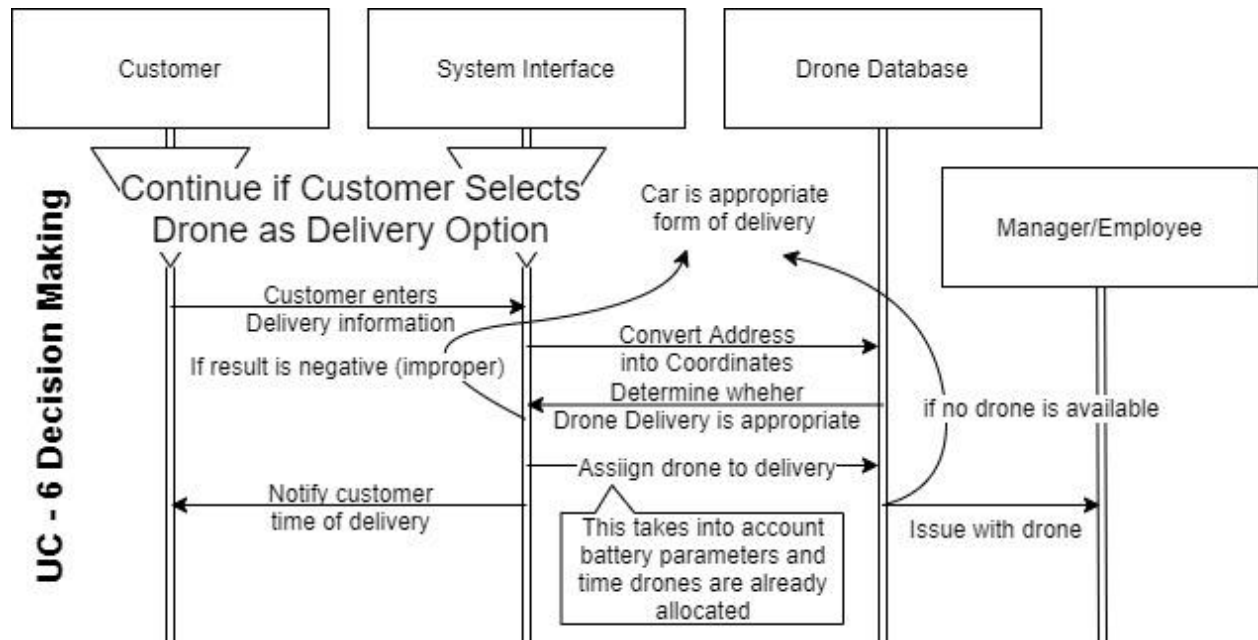 Customer
System Interface
Drone Database
Manager/Employee
UC - 6 Decision Making
Continue if Customer Selects
Drone as Delivery Option
Car is appropriate
form of delivery
Customer enters
Delivery information
If result is negative (improper)
Convert Address
into Coordinates
Determine wheher
Drone Delivery is appropriate
if no drone is available
Assiign drone to delivery
Notify customer
time of delivery
Issue with drone
This takes into account
battery parameters and
time drones are already
allocated